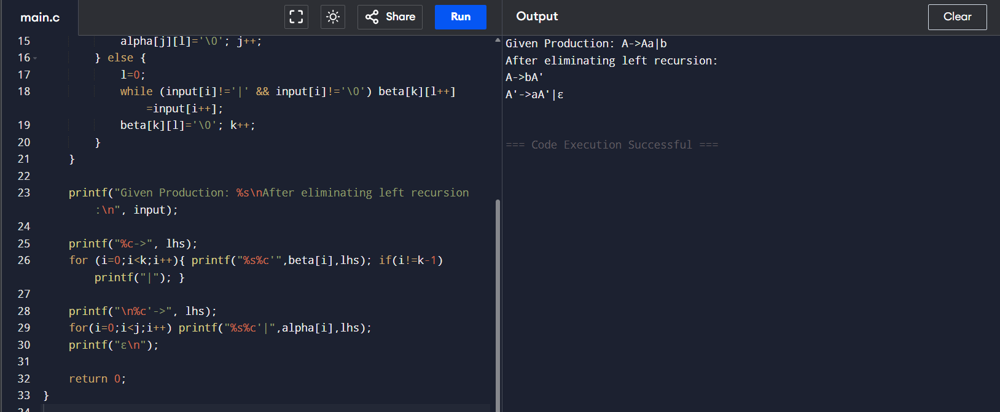 main.c
Share
Run
Output
Clear
15 alpha[j][l]='\0'; j++;
16 } else {
17 l=0;
18 while (input[i]!='|' && input[i]!='\0') beta[k][l++]
=input[i++];
19 beta[k][l]='\0'; k++;
20 }
21 }
22
23 printf("Given Production: %s\nAfter eliminating left recursion
:\n", input);
24
25 printf("%c->", lhs);
26 for (i=0;i<k;i++){ printf("%s%c'",beta[i],lhs); if(i!=k-1)
printf("|"); }
27
28 printf("\n%c'->", lhs);
29 for(i=0;i<j;i++) printf("%s%c'|",alpha[i],lhs);
30 printf("ε\n");
31
32 return 0;
33 }
34
Given Production: A->Aa|b
After eliminating left recursion:
A->bA'
A'->aA'|ε
=== Code Execution Successful ===